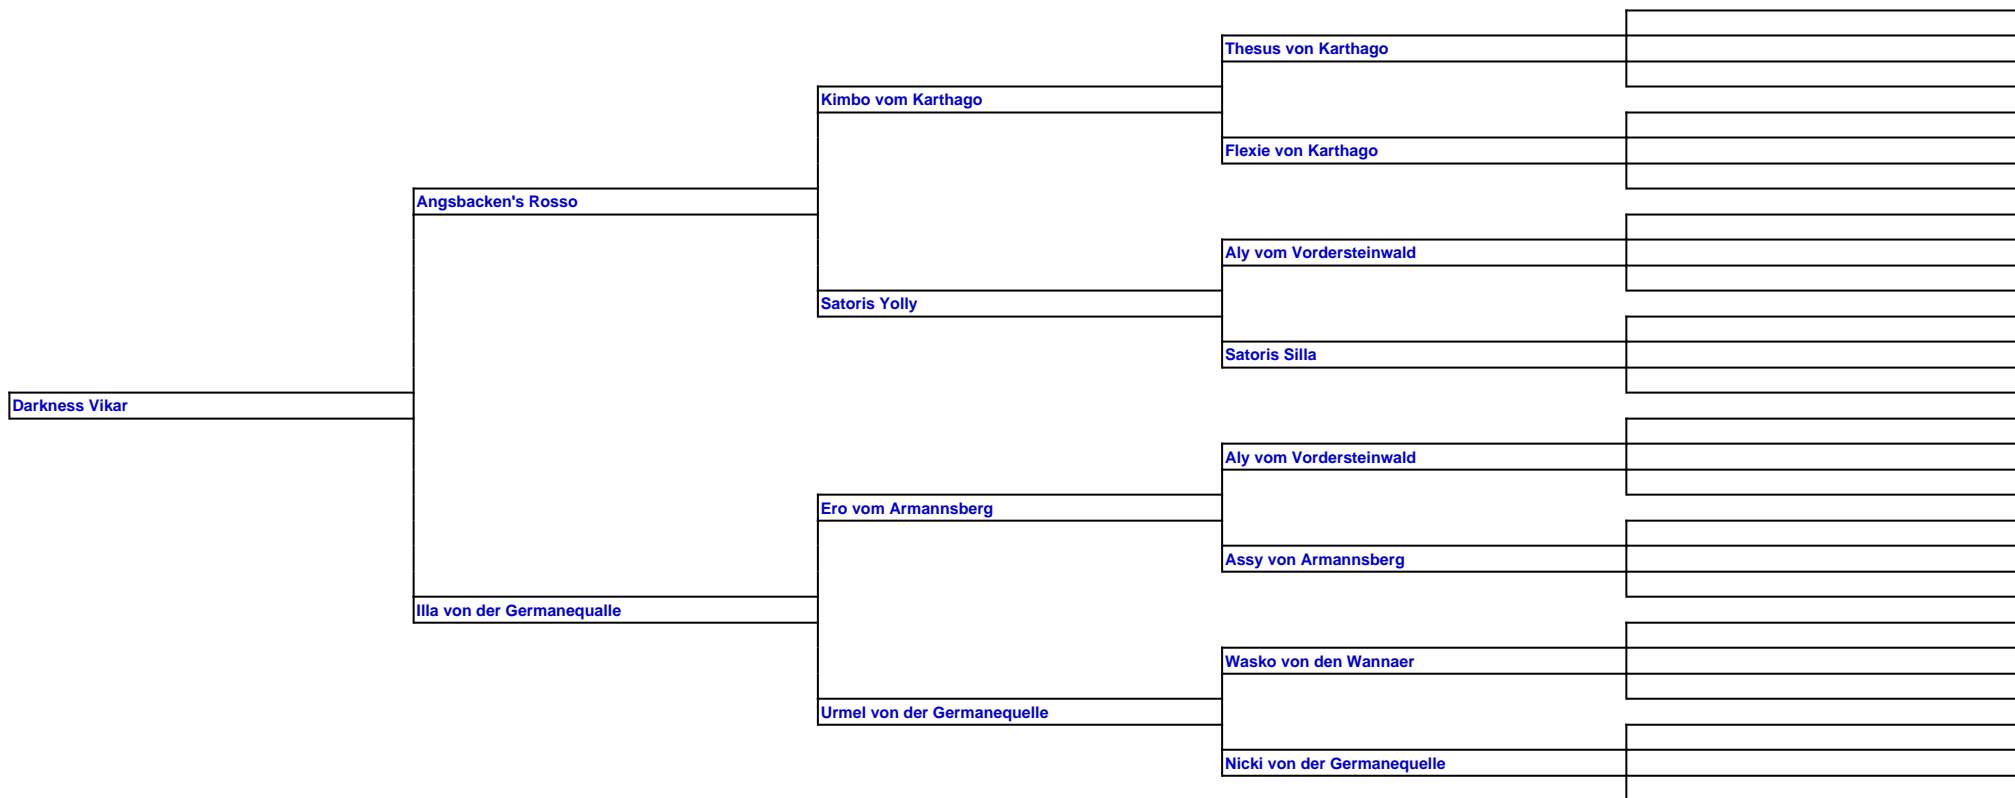 Thesus von Karthago
Kimbo vom Karthago
Flexie von Karthago
Angsbacken's Rosso
Aly vom Vordersteinwald
Satoris Yolly
Satoris Silla
Darkness Vikar
Aly vom Vordersteinwald
Ero vom Armannsberg
Assy von Armannsberg
Illa von der Germanequalle
Wasko von den Wannaer
Urmel von der Germanequelle
Nicki von der Germanequelle